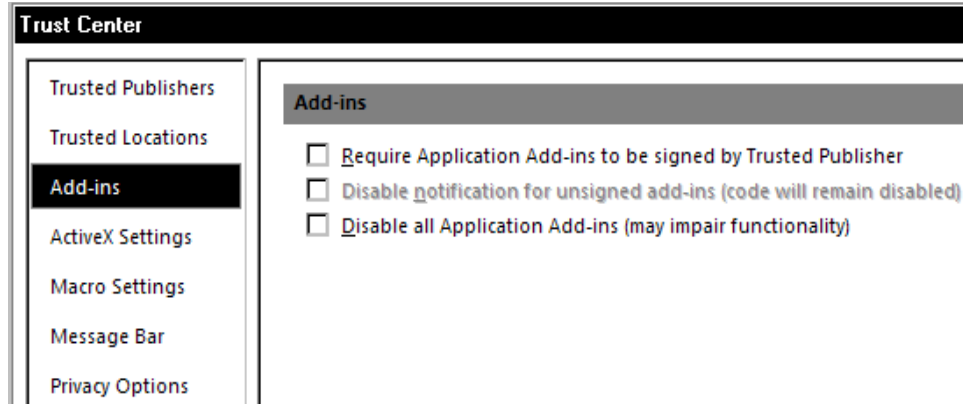 Trust Center
Trusted Publishers
Trusted Locations
Add-ins
ActiveX Settings
Macro Settings
Message Bar
Privacy Options
Add-ins
Require Application Add-ins to be signed by Trusted Publisher
Disable notification for unsigned add-ins (code will remain disabled)
Disable all Application Add-ins (may impair functionality)